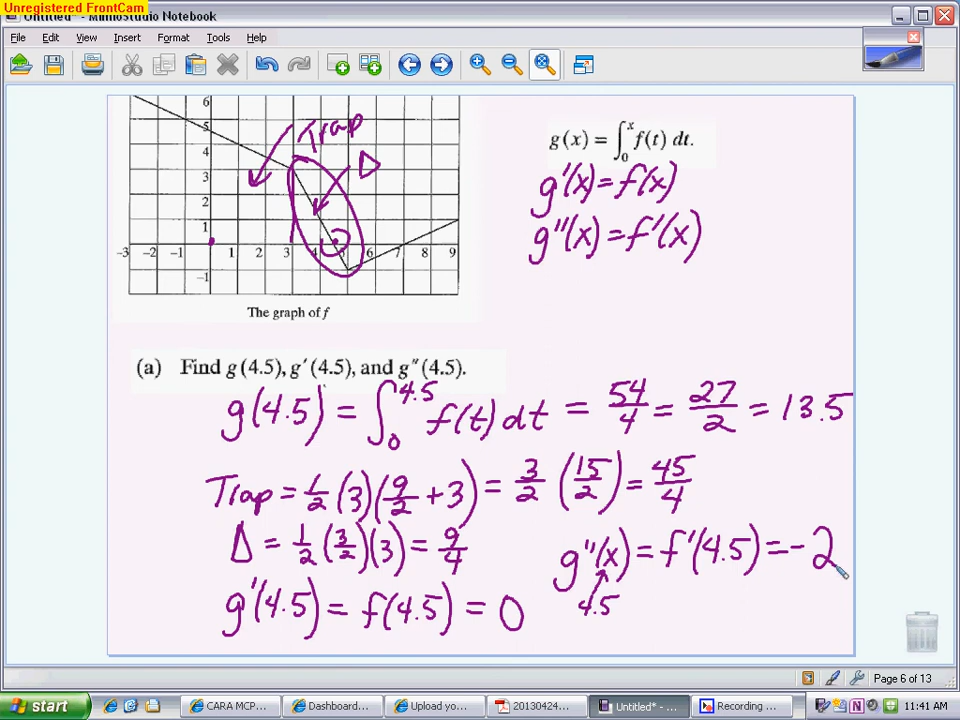 Unregistered FrontCam
Untitled* - MimioStudio Notebook
File Edit View Insert Format Tools Help
6
5
4
3
2
1
-3 -2 -1 1 2 3 4 5 6 7 8 9
-1
Trap
Δ
The graph of f
g(x) = ∫₀ˣ f(t) dt.
g'(x) = f(x)
g''(x) = f'(x)
(a) Find g(4.5), g'(4.5), and g"(4.5).
g(4.5) = ∫₀^4.5 f(t) dt = 54/4 = 27/2 = 13.5
Trap = 1/2 (3)(9/2 + 3) = 3/2 (15/2) = 45/4
Δ = 1/2 (3/2)(3) = 9/4
g''(x) = f'(4.5) = -2
4.5
g'(4.5) = f(4.5) = 0
Page 6 of 13
start
CARA MCP...
Dashboard...
Upload yo...
20130424...
Untitled* - ...
Recording ...
11:41 AM